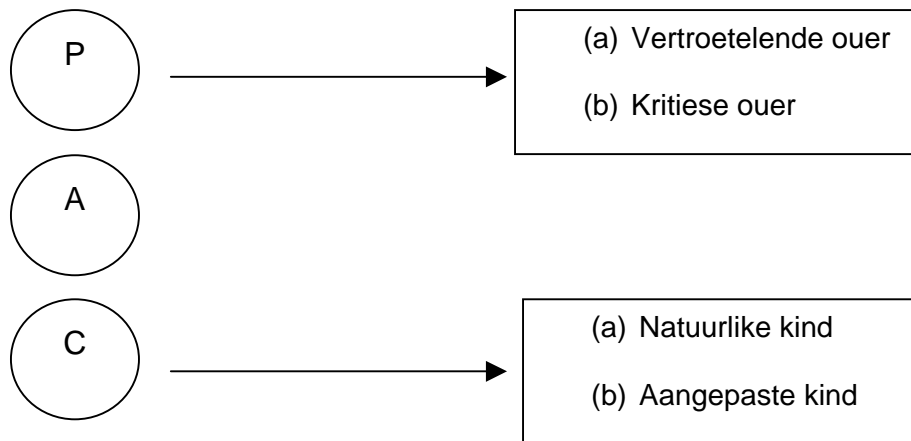 P
(a) Vertroetelende ouer
(b) Kritiese ouer
A
C
(a) Natuurlike kind
(b) Aangepaste kind